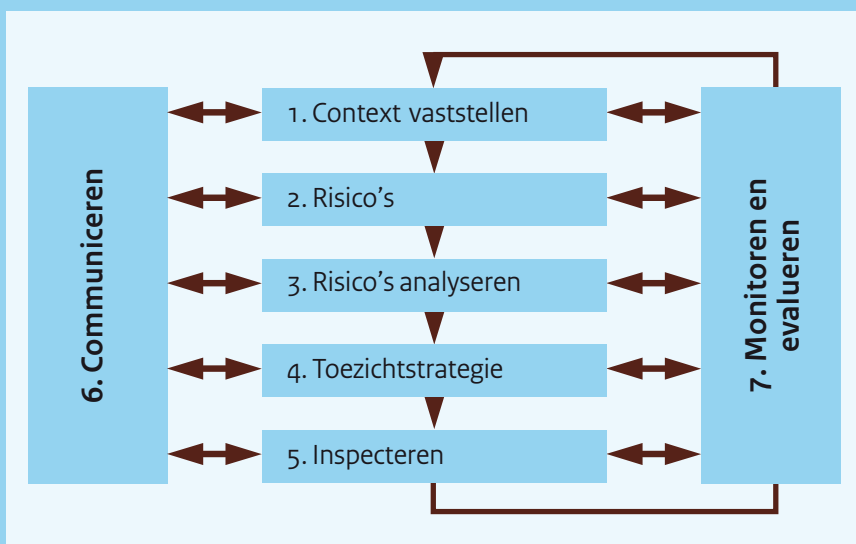 6. Communiceren
1. Context vaststellen
2. Risico's
3. Risico's analyseren
4. Toezichtstrategie
5. Inspecteren
7. Monitoren en
evalueren